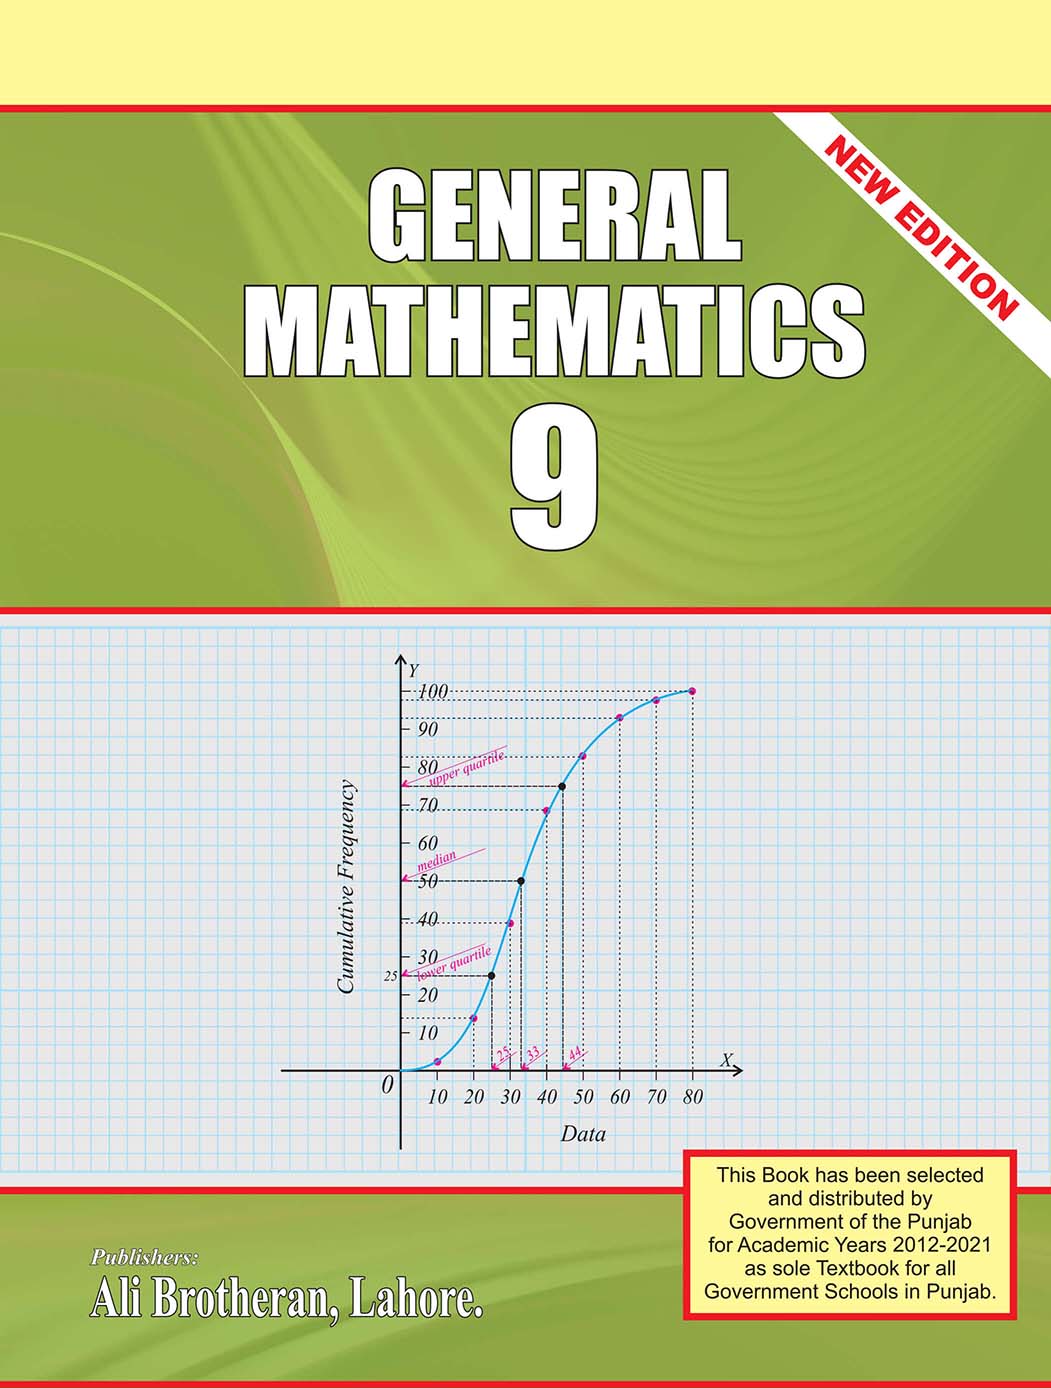 NEW EDITION
GENERAL
MATHEMATICS
9
Y
100
90
80
upper quartile
70
60
median
50
40
30
lower quartile
25
20
10
Cumulative Frequency
25 33 44
X
0
10 20 30 40 50 60 70 80
Data
This Book has been selected
and distributed by
Government of the Punjab
for Academic Years 2012-2021
as sole Textbook for all
Government Schools in Punjab.
Publishers:
Ali Brotheran, Lahore.